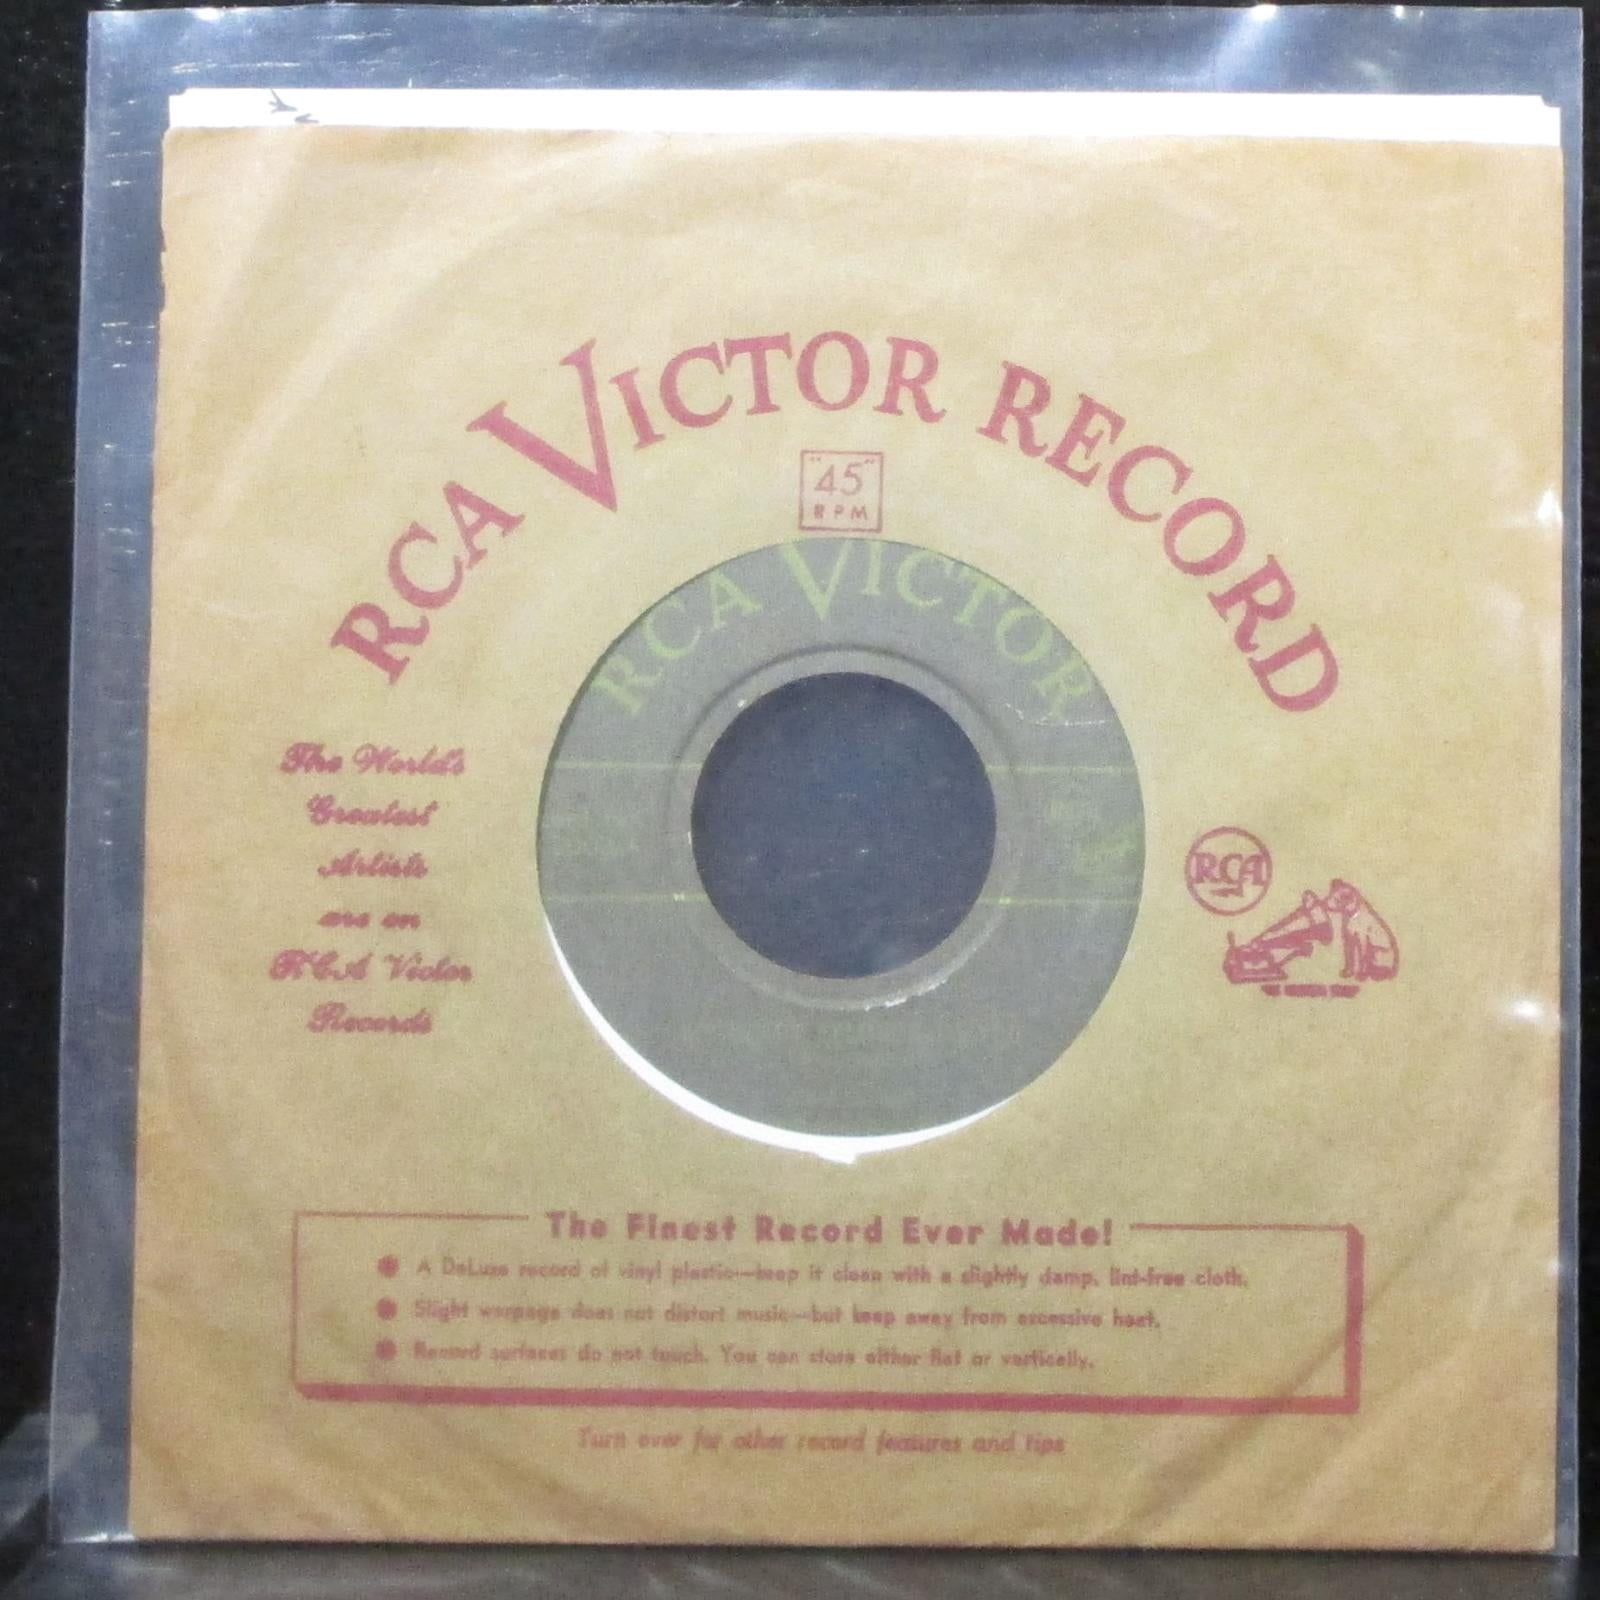 RCA VICTOR RECORD
"45"
RPM
RCA VICTOR
The World's
Greatest
Artists
are on
RCA Victor
Records
RCA
The Finest Record Ever Made!
A DeLuxe record of vinyl plastic—keep it clean with a slightly damp, lint-free cloth.
Slight warpage does not distort music—but keep away from excessive heat.
Record surfaces do not touch. You can store either flat or vertically.
Turn over for other record features and tips